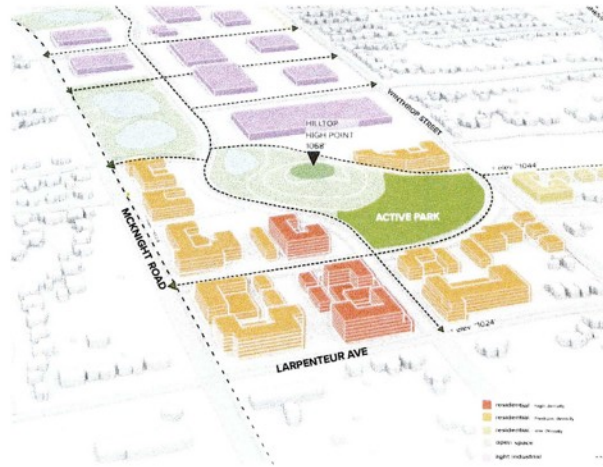 WINTHROP STREET
HILLTOP
HIGH POINT
1068'
elev. 1044
ACTIVE PARK
MCKNIGHT ROAD
elev. 1024
LARPENTEUR AVE
residential high density
residential medium density
residential low density
open space
light industrial